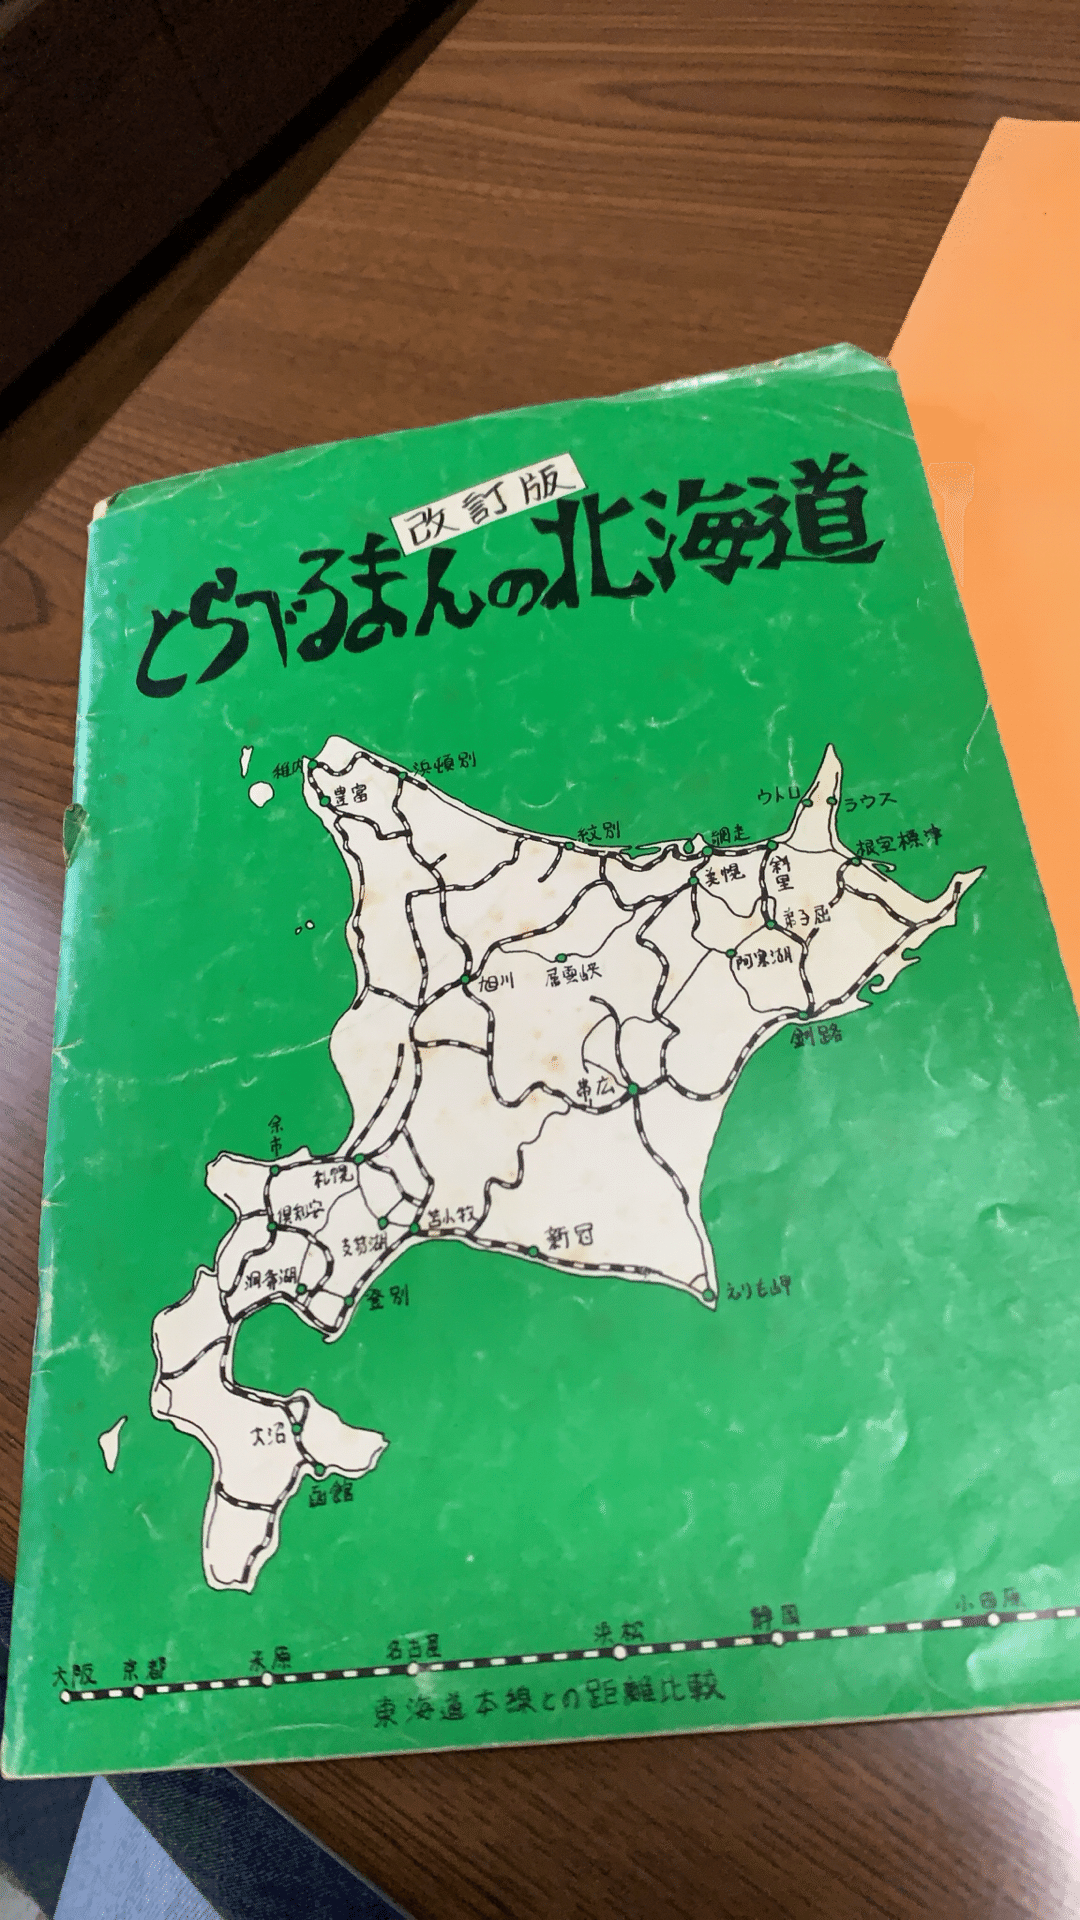 改訂版
とらべるまんの北海道
稚内
浜頓別
豊富
紋別
ウトロ
ラウス
網走
根室標津
斜里
美幌
弟子屈
阿寒湖
旭川
層雲峡
釧路
帯広
余市
札幌
倶知安
苫小牧
支笏湖
新冠
洞爺湖
登別
えりも岬
大沼
函館
大阪 京都 米原 名古屋 浜松 静岡 小田原
東海道本線との距離比較